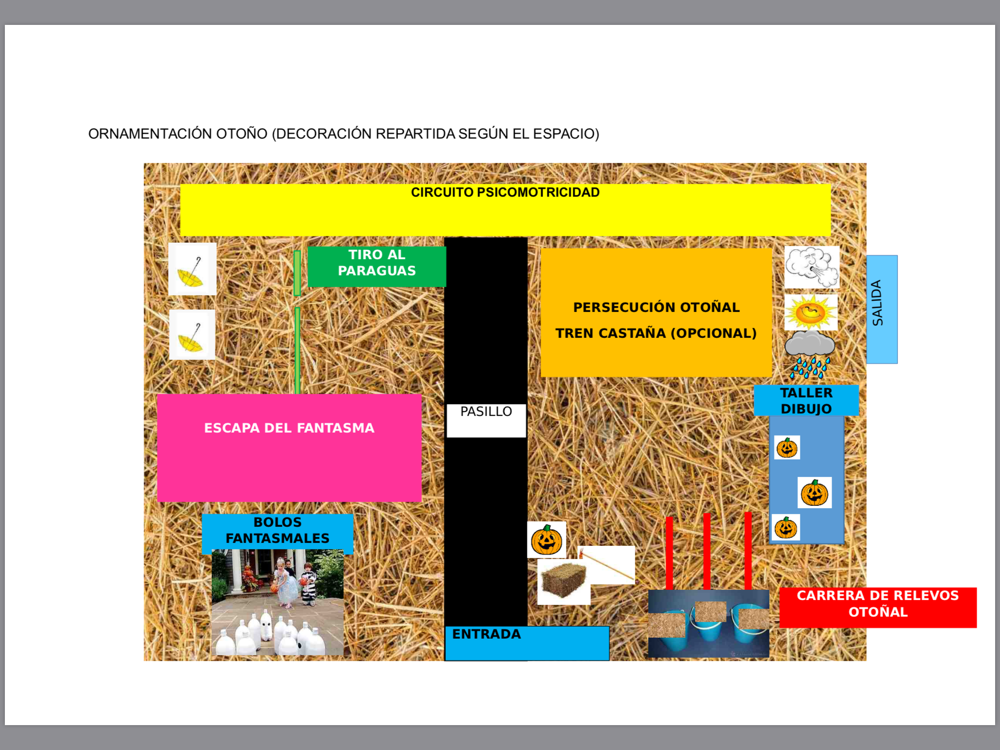 ORNAMENTACIÓN OTOÑO (DECORACIÓN REPARTIDA SEGÚN EL ESPACIO)
CIRCUITO PSICOMOTRICIDAD
TIRO AL
PARAGUAS
PERSECUCIÓN OTOÑAL
TREN CASTAÑA (OPCIONAL)
SALIDA
TALLER
DIBUJO
PASILLO
ESCAPA DEL FANTASMA
BOLOS
FANTASMALES
CARRERA DE RELEVOS
OTOÑAL
ENTRADA